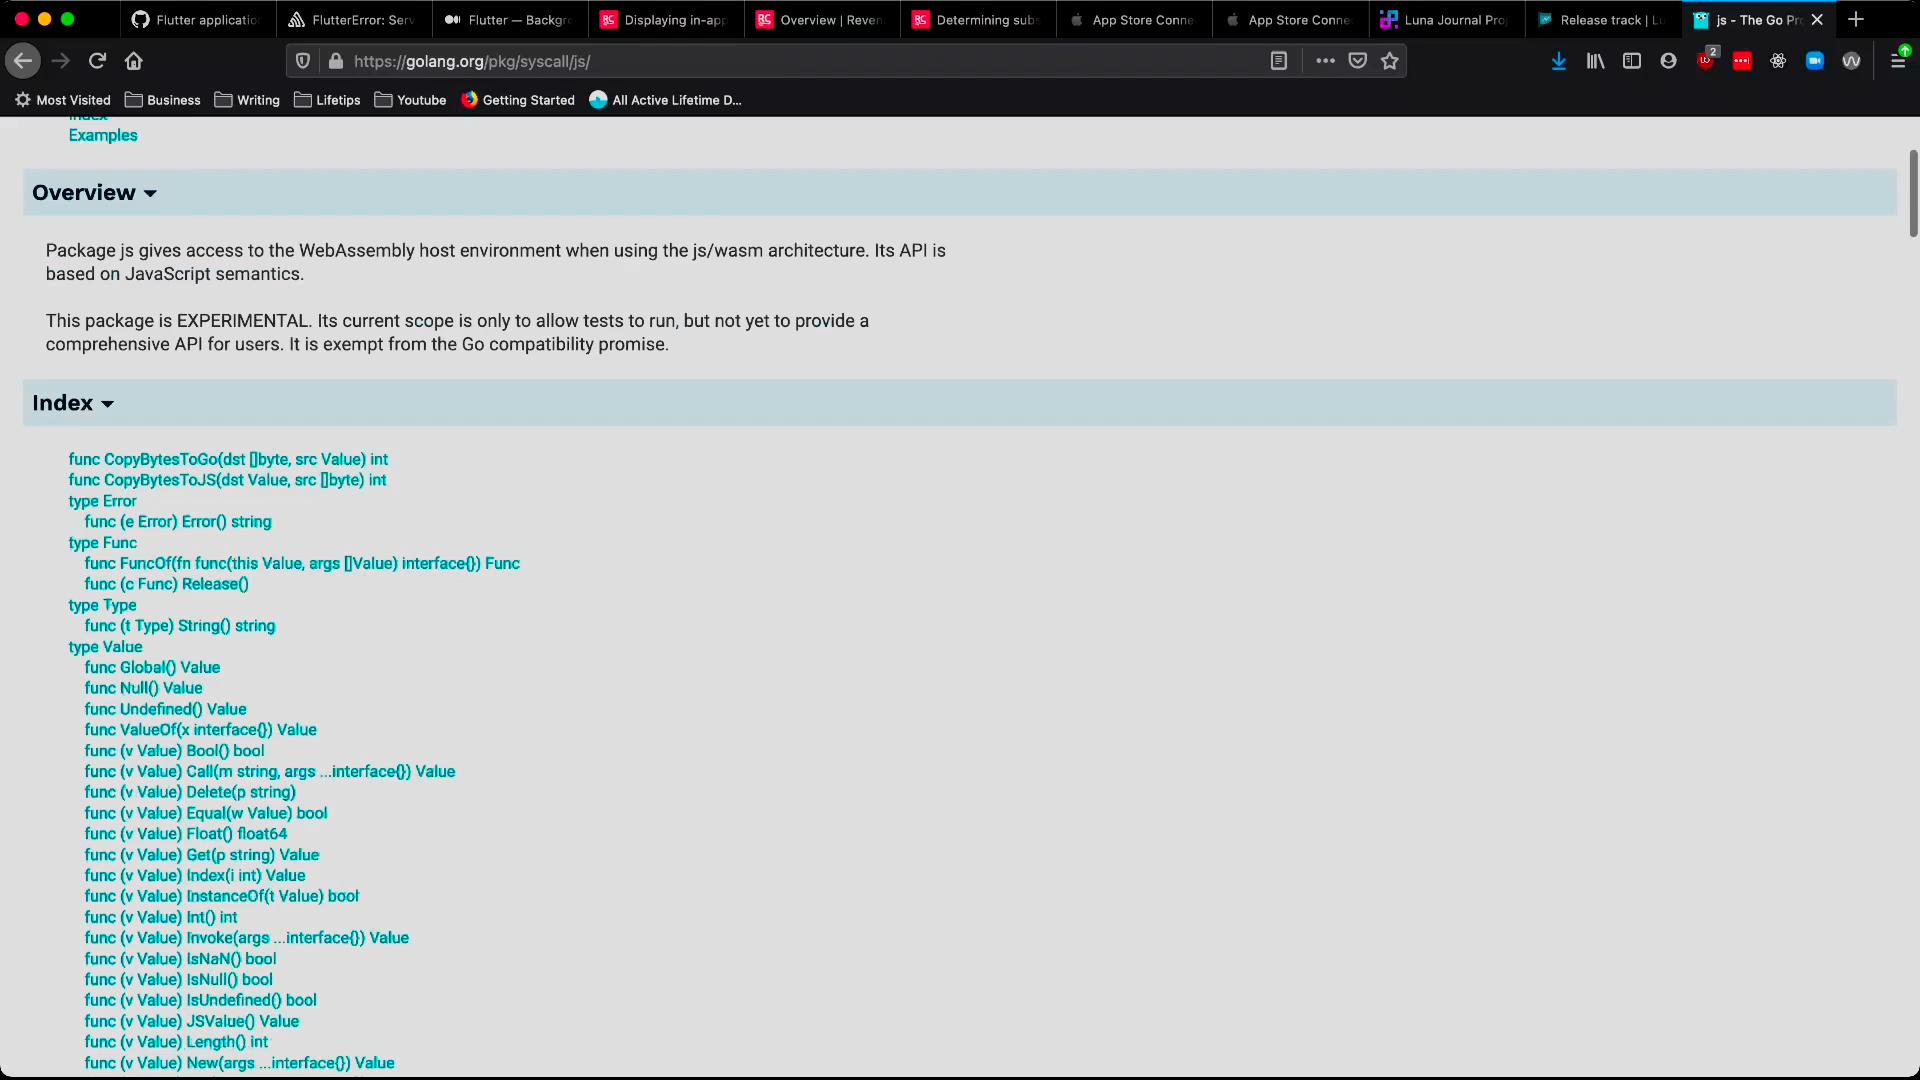 Flutter applicatio
FlutterError: Serv
Flutter — Backgr
Displaying in-app
Overview | Reven
Determining subs
App Store Conne
App Store Conne
Luna Journal Pro
Release track | Lu
js - The Go Pro
https://golang.org/pkg/syscall/js/
2
Most Visited
Business
Writing
Lifetips
Youtube
Getting Started
All Active Lifetime D...
Index
Examples
Overview
Package js gives access to the WebAssembly host environment when using the js/wasm architecture. Its API is
based on JavaScript semantics.
This package is EXPERIMENTAL. Its current scope is only to allow tests to run, but not yet to provide a
comprehensive API for users. It is exempt from the Go compatibility promise.
Index
func CopyBytesToGo(dst []byte, src Value) int
func CopyBytesToJS(dst Value, src []byte) int
type Error
func (e Error) Error() string
type Func
func FuncOf(fn func(this Value, args []Value) interface{}) Func
func (c Func) Release()
type Type
func (t Type) String() string
type Value
func Global() Value
func Null() Value
func Undefined() Value
func ValueOf(x interface{}) Value
func (v Value) Bool() bool
func (v Value) Call(m string, args ...interface{}) Value
func (v Value) Delete(p string)
func (v Value) Equal(w Value) bool
func (v Value) Float() float64
func (v Value) Get(p string) Value
func (v Value) Index(i int) Value
func (v Value) InstanceOf(t Value) bool
func (v Value) Int() int
func (v Value) Invoke(args ...interface{}) Value
func (v Value) IsNaN() bool
func (v Value) IsNull() bool
func (v Value) IsUndefined() bool
func (v Value) JSValue() Value
func (v Value) Length() int
func (v Value) New(args ...interface{}) Value